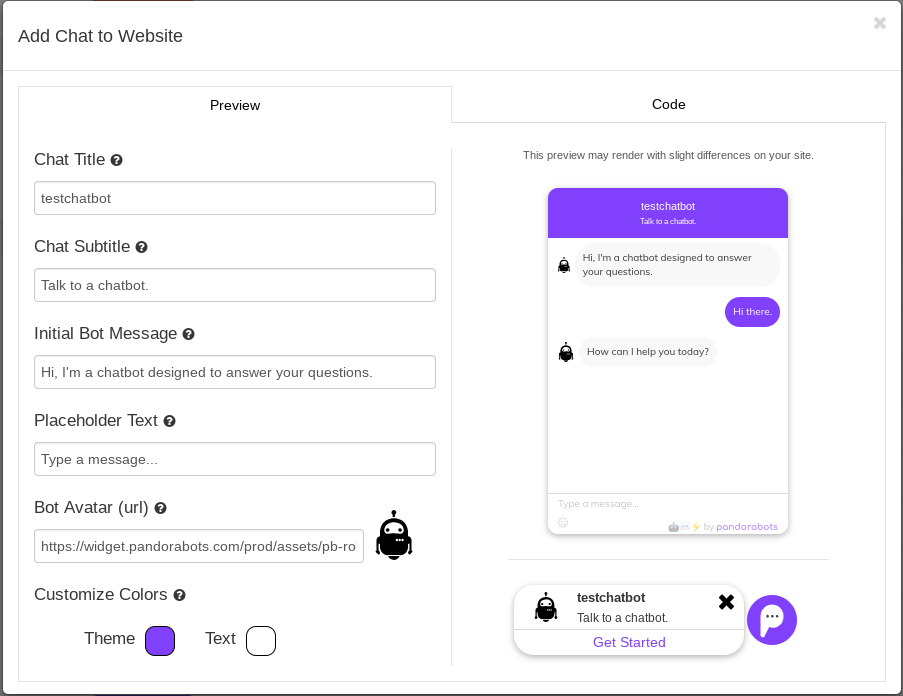 Add Chat to Website
Preview
Code
Chat Title
testchatbot
Chat Subtitle
Talk to a chatbot.
Initial Bot Message
Hi, I'm a chatbot designed to answer your questions.
Placeholder Text
Type a message...
Bot Avatar (url)
https://widget.pandorabots.com/prod/assets/pb-ro
Customize Colors
Theme
Text
This preview may render with slight differences on your site.
testchatbot
Talk to a chatbot.
Hi, I'm a chatbot designed to answer
your questions.
Hi there.
How can I help you today?
Type a message...
by pandorabots
testchatbot
Talk to a chatbot.
Get Started